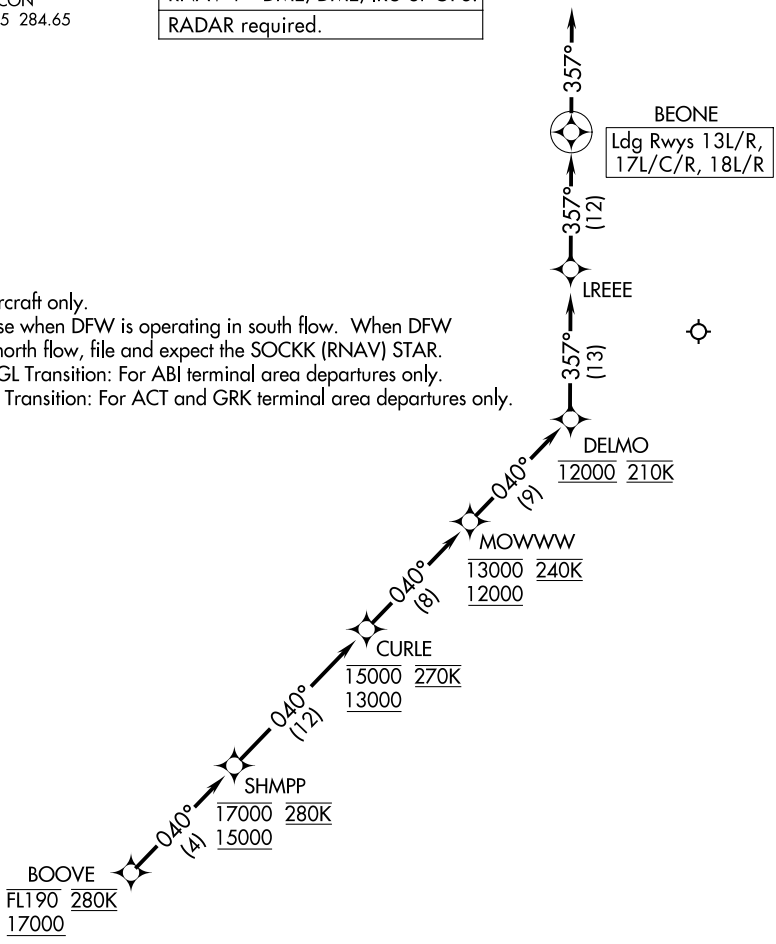 5 284.65
RADAR required.
357°
BEONE
Ldg Rwys 13L/R,
17L/C/R, 18L/R
357°
(12)
LREEE
rcraft only.
se when DFW is operating in south flow. When DFW
north flow, file and expect the SOCKK (RNAV) STAR.
GL Transition: For ABI terminal area departures only.
Transition: For ACT and GRK terminal area departures only.
357°
(13)
DELMO
12000 210K
040°
(9)
MOWWW
13000 240K
12000
040°
(8)
CURLE
15000 270K
13000
040°
(12)
SHMPP
17000 280K
15000
040°
(4)
BOOVE
FL190 280K
17000